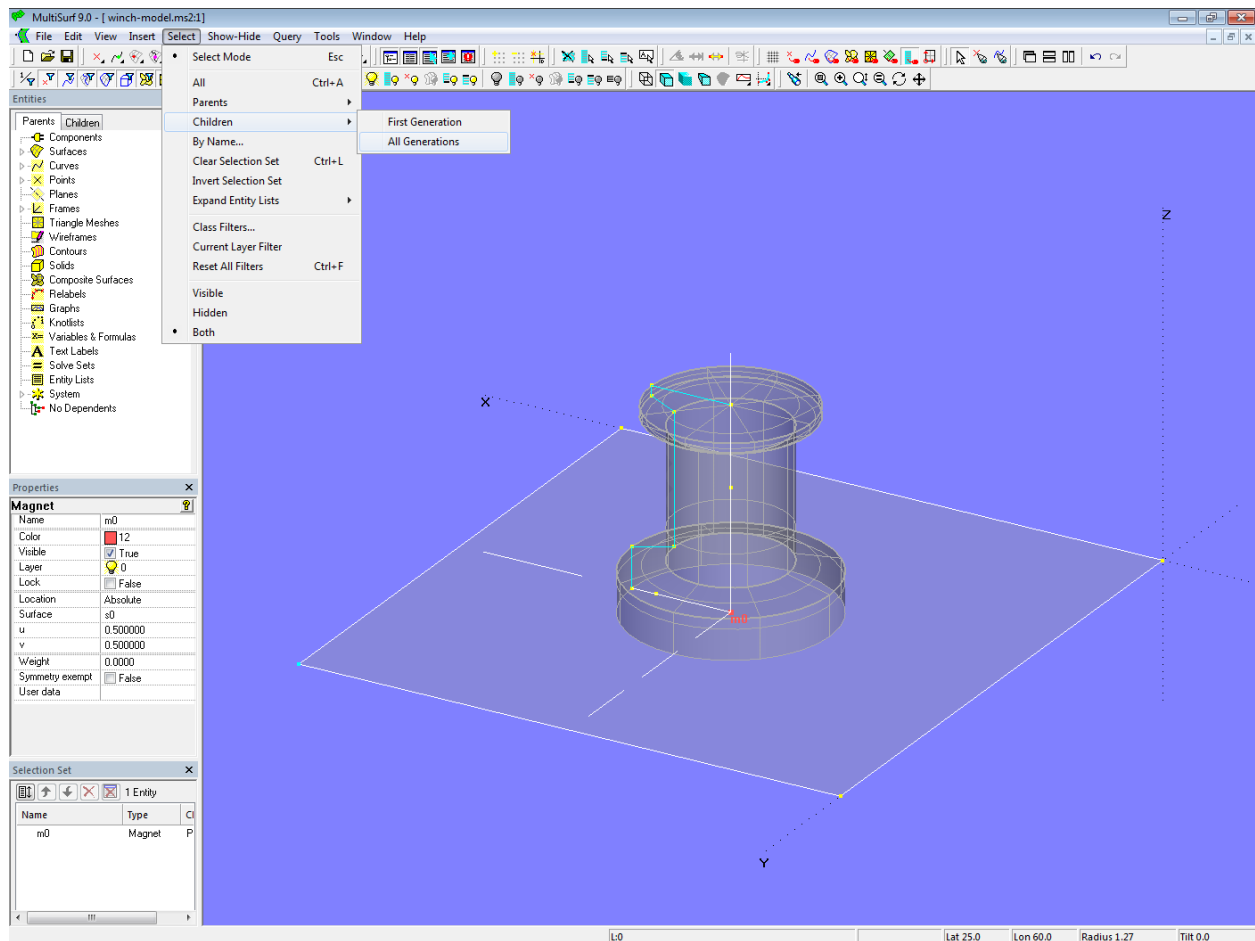 MultiSurf 9.0 - [ winch-model.ms2:1]
File Edit View Insert Select Show-Hide Query Tools Window Help
Select Mode Esc
All Ctrl+A
Parents
Children
By Name...
Clear Selection Set Ctrl+L
Invert Selection Set
Expand Entity Lists
Class Filters...
Current Layer Filter
Reset All Filters Ctrl+F
Visible
Hidden
Both
First Generation
All Generations
Entities
Parents Children
Components
Surfaces
Curves
Points
Planes
Frames
Triangle Meshes
Wireframes
Contours
Solids
Composite Surfaces
Relabels
Graphs
Knotlists
Variables & Formulas
Text Labels
Solve Sets
Entity Lists
System
No Dependents
Properties
Magnet
Name m0
Color 12
Visible True
Layer 0
Lock False
Location Absolute
Surface s0
u 0.500000
v 0.500000
Weight 0.0000
Symmetry exempt False
User data
Selection Set
1 Entity
Name Type Cl
m0 Magnet P
Z
X
m0
Y
L:0 Lat 25.0 Lon 60.0 Radius 1.27 Tilt 0.0